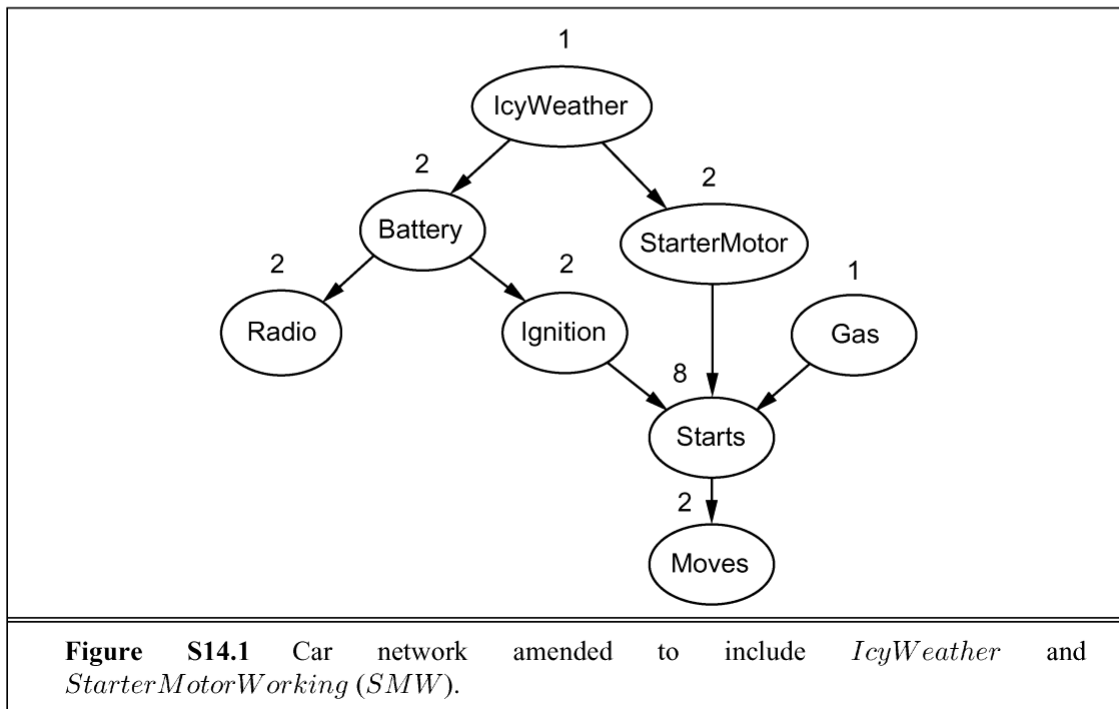 1
IcyWeather
2
2
Battery
StarterMotor
2
2
1
Radio
Ignition
Gas
8
Starts
2
Moves
Figure S14.1 Car network amended to include IcyWeather and
StarterMotorWorking (SMW).